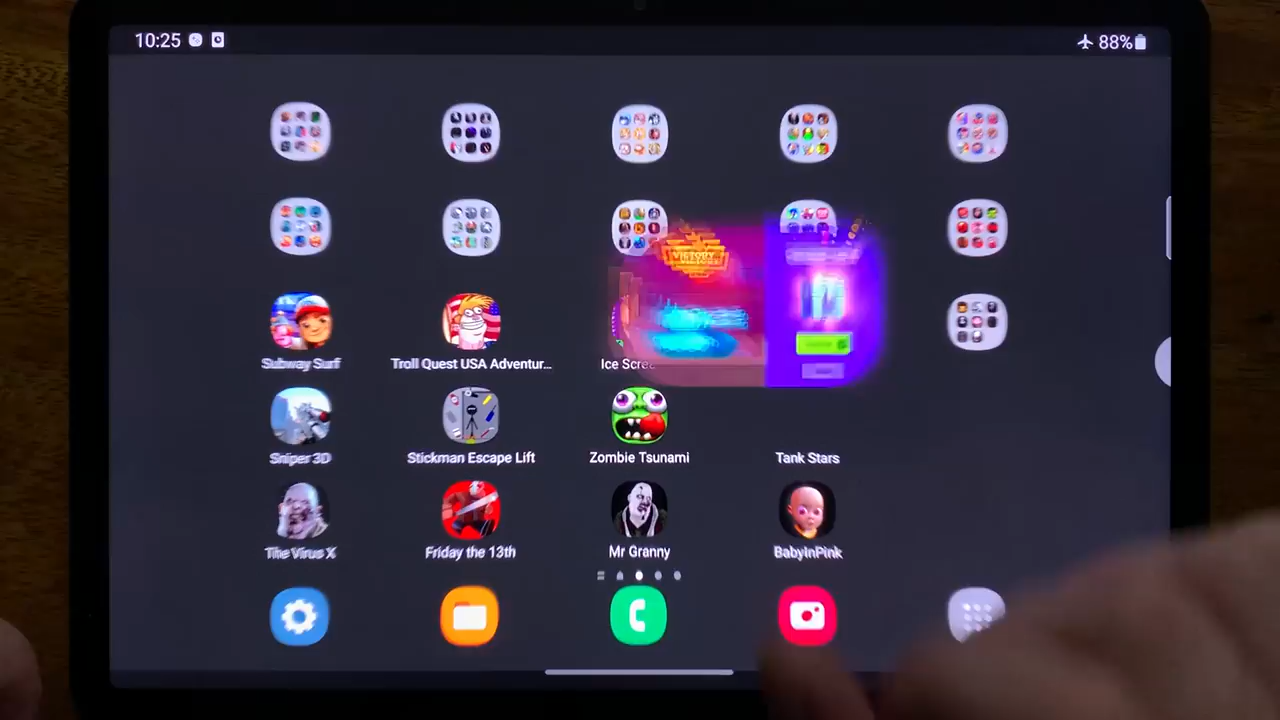 10:25
88%
VICTORY
Subway Surf
Troll Quest USA Adventur...
Ice Scre
Sniper 3D
Stickman Escape Lift
Zombie Tsunami
Tank Stars
The Virus X
Friday the 13th
Mr Granny
BabyInPink